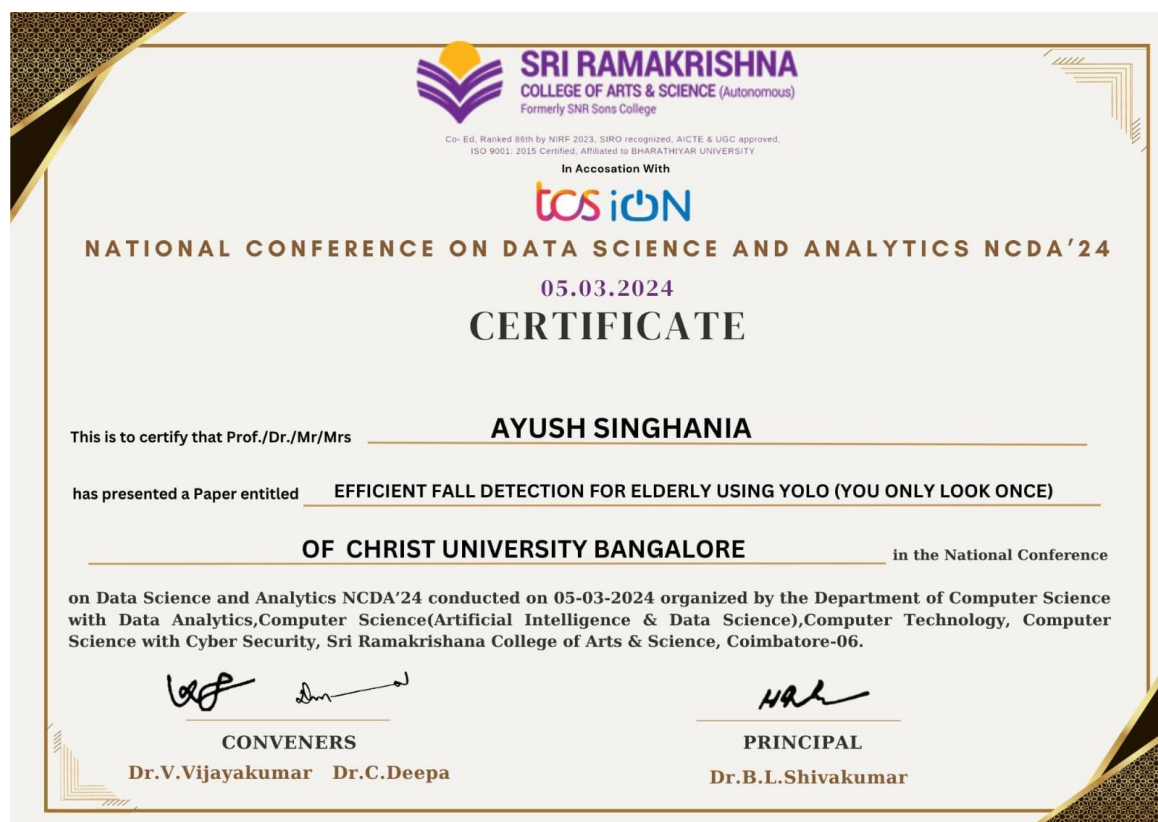 SRI RAMAKRISHNA
COLLEGE OF ARTS & SCIENCE (Autonomous)
Formerly SNR Sons College
Co- Ed, Ranked 86th by NIRF 2023, SIRO recognized, AICTE & UGC approved,
ISO 9001: 2015 Certified, Affiliated to BHARATHIYAR UNIVERSITY
In Accosation With
tcs iON
NATIONAL CONFERENCE ON DATA SCIENCE AND ANALYTICS NCDA’24
05.03.2024
CERTIFICATE
This is to certify that Prof./Dr./Mr/Mrs AYUSH SINGHANIA
has presented a Paper entitled EFFICIENT FALL DETECTION FOR ELDERLY USING YOLO (YOU ONLY LOOK ONCE)
OF CHRIST UNIVERSITY BANGALORE in the National Conference
on Data Science and Analytics NCDA’24 conducted on 05-03-2024 organized by the Department of Computer Science
with Data Analytics,Computer Science(Artificial Intelligence & Data Science),Computer Technology, Computer
Science with Cyber Security, Sri Ramakrishana College of Arts & Science, Coimbatore-06.
CONVENERS PRINCIPAL
Dr.V.Vijayakumar Dr.C.Deepa Dr.B.L.Shivakumar